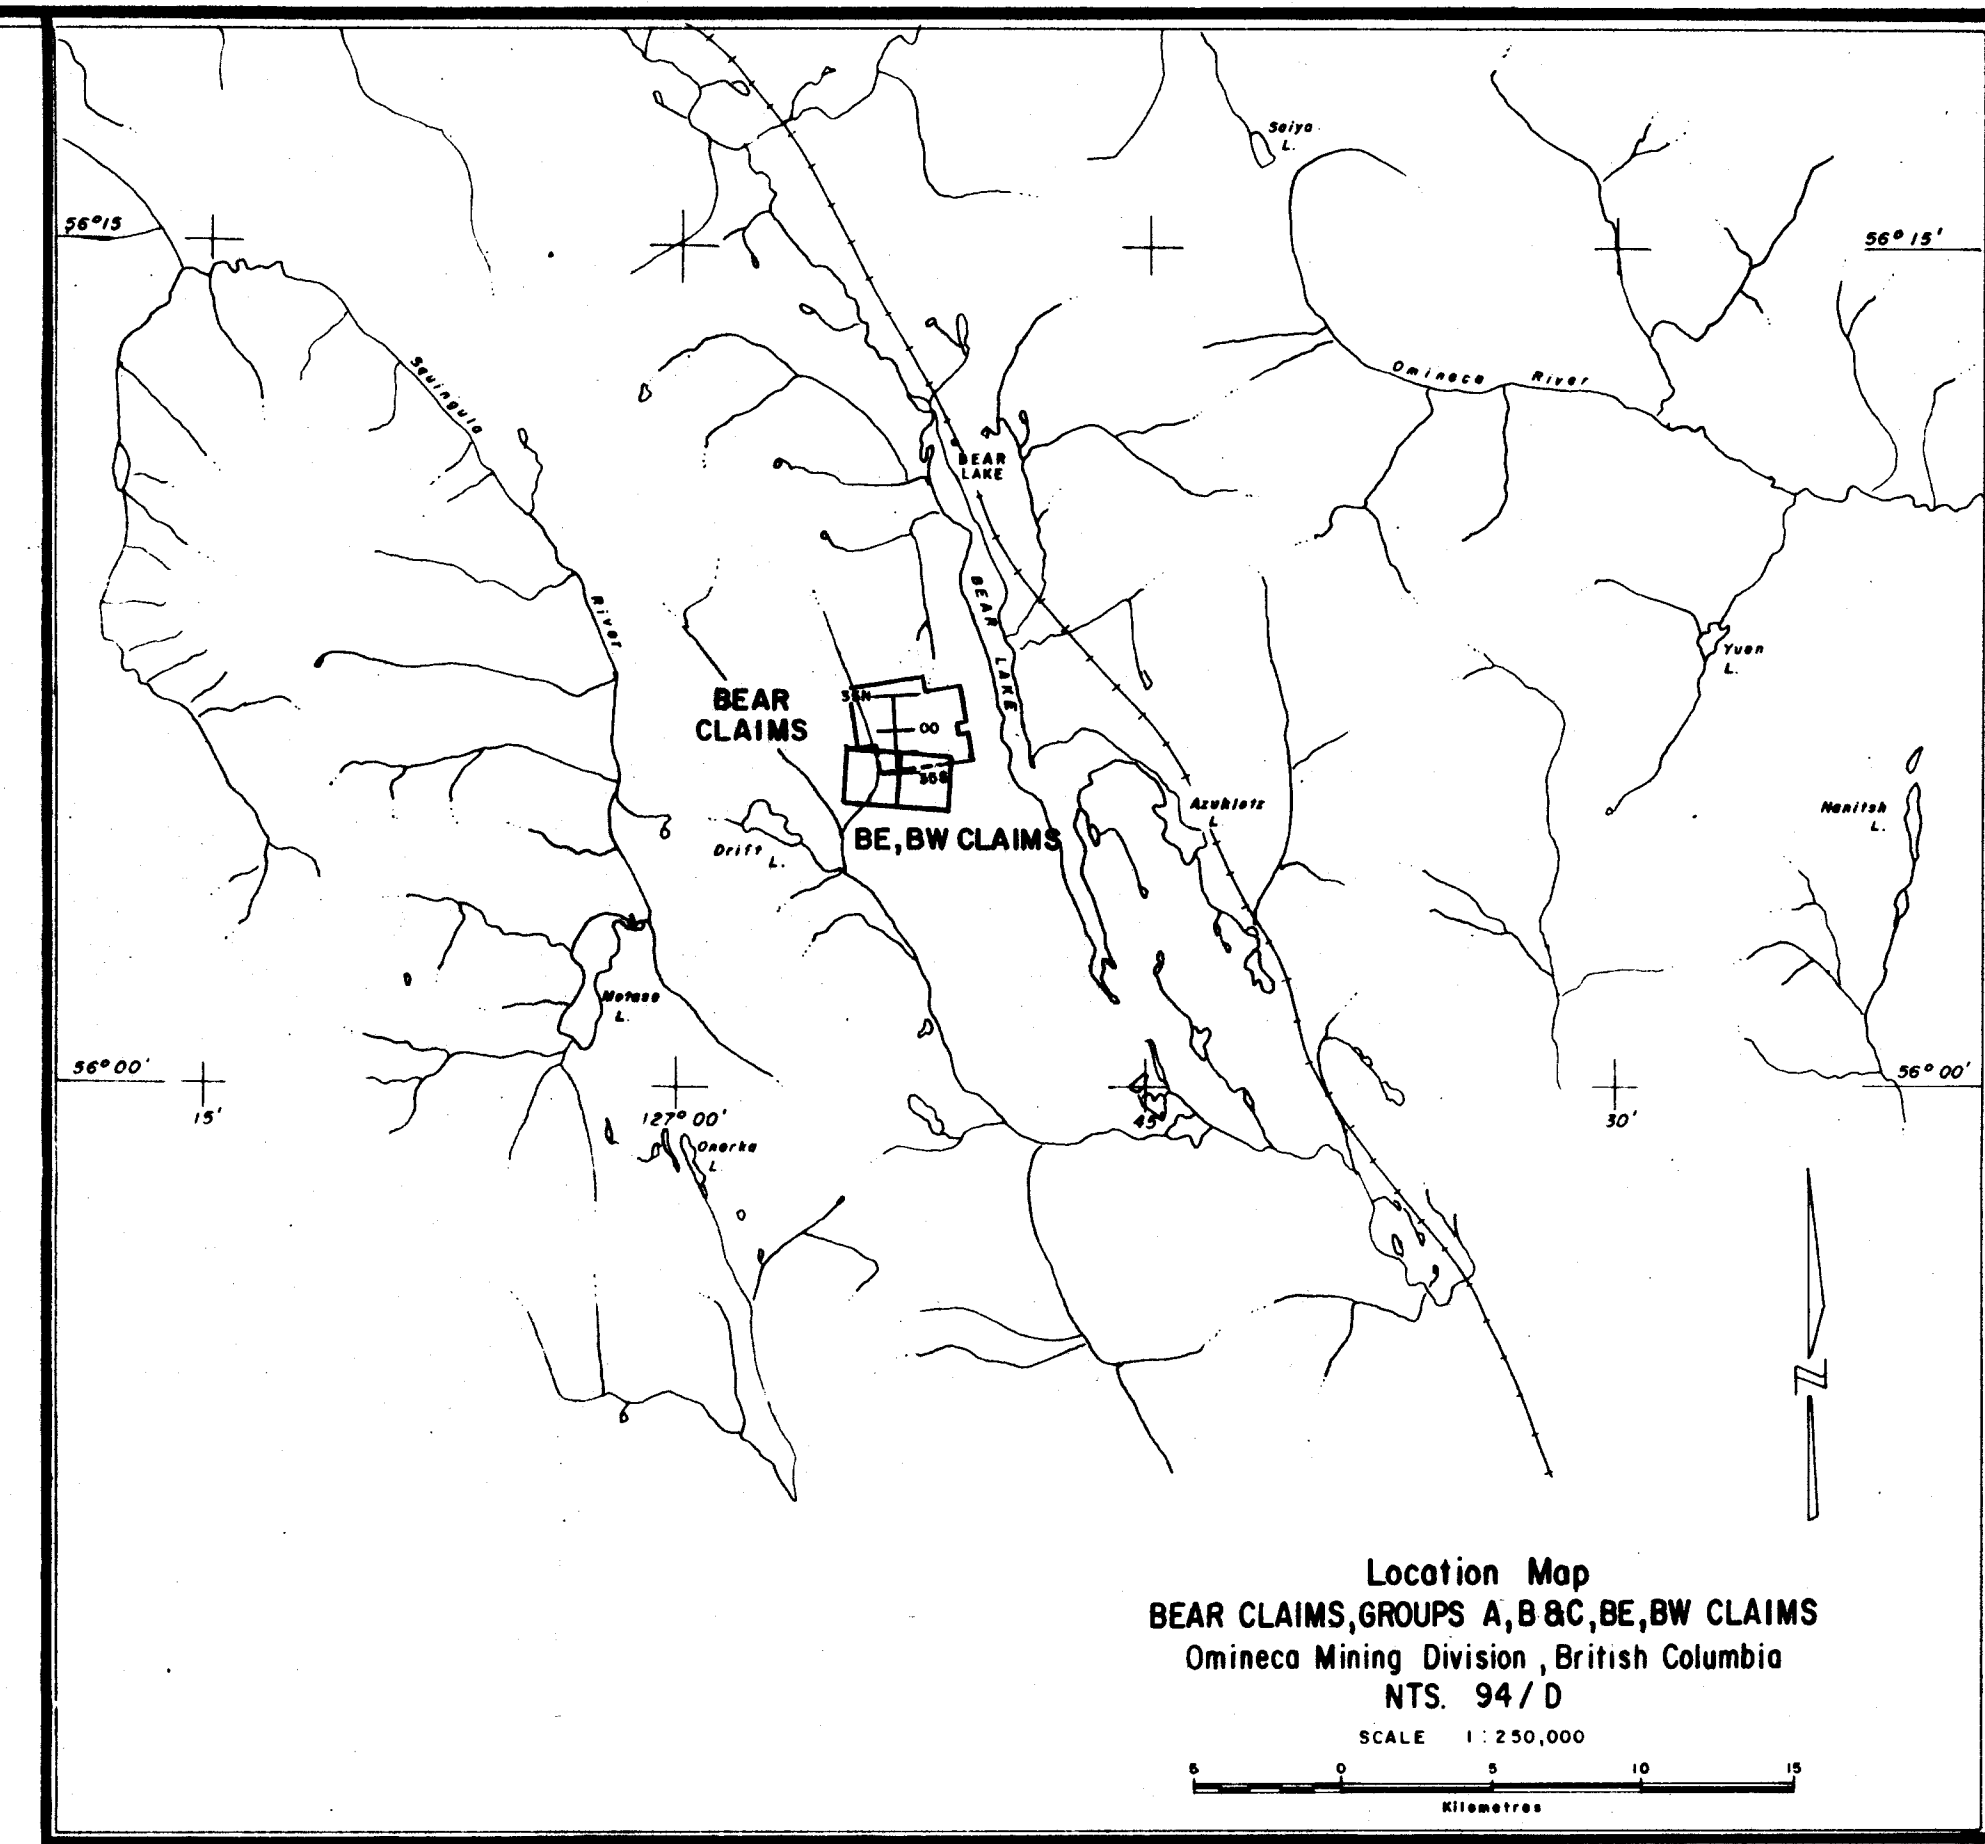 Saiya
L.
56°15
56° 15'
Omineca River
Squingula
River
BEAR
LAKE
BEAR LAKE
Yuen
L.
BEAR
CLAIMS
35N
00
35S
Azuklotz
L.
Nanitsh
L.
Drift L.
BE,BW CLAIMS
Motase
L.
56° 00'
56° 00'
15'
127° 00'
45'
30'
Onerka
L.
N
Location Map
BEAR CLAIMS,GROUPS A,B&C,BE,BW CLAIMS
Omineca Mining Division , British Columbia
NTS. 94/D
SCALE 1:250,000
5 0 5 10 15
Kilometres